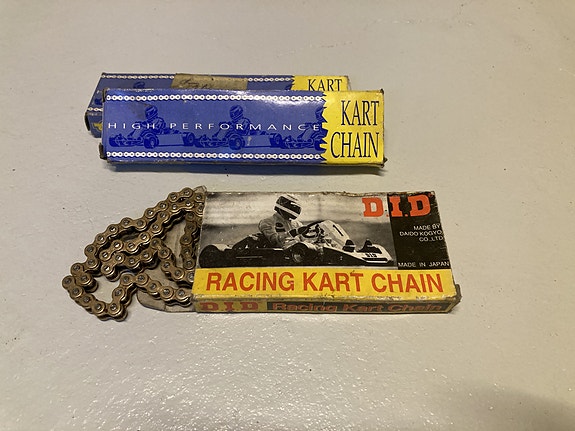 KART
HIGH PERFORMANCE
KART
CHAIN
D.I.D
MADE BY
DAIDO KOGYO
CO.,LTD.
MADE IN JAPAN
RACING KART CHAIN
D.I.D Racing Kart Chain